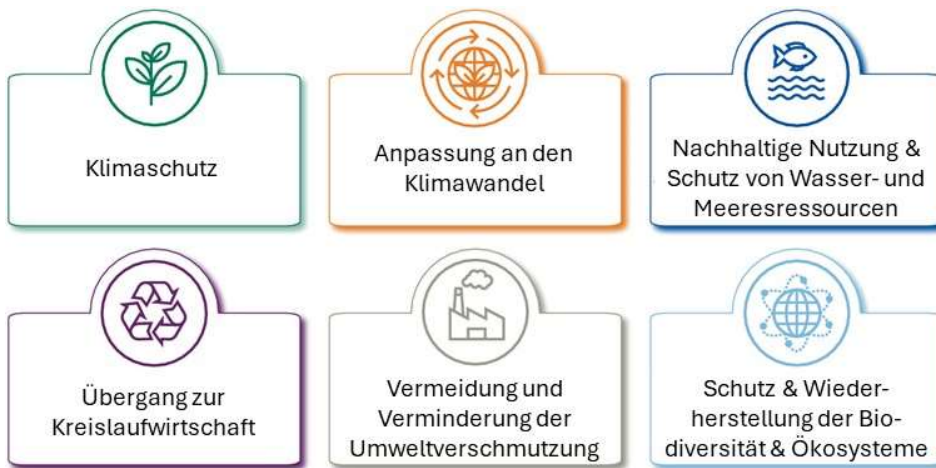 Klimaschutz
Anpassung an den
Klimawandel
Nachhaltige Nutzung &
Schutz von Wasser- und
Meeresressourcen
Übergang zur
Kreislaufwirtschaft
Vermeidung und
Verminderung der
Umweltverschmutzung
Schutz & Wieder-
herstellung der Bio-
diversität & Ökosysteme